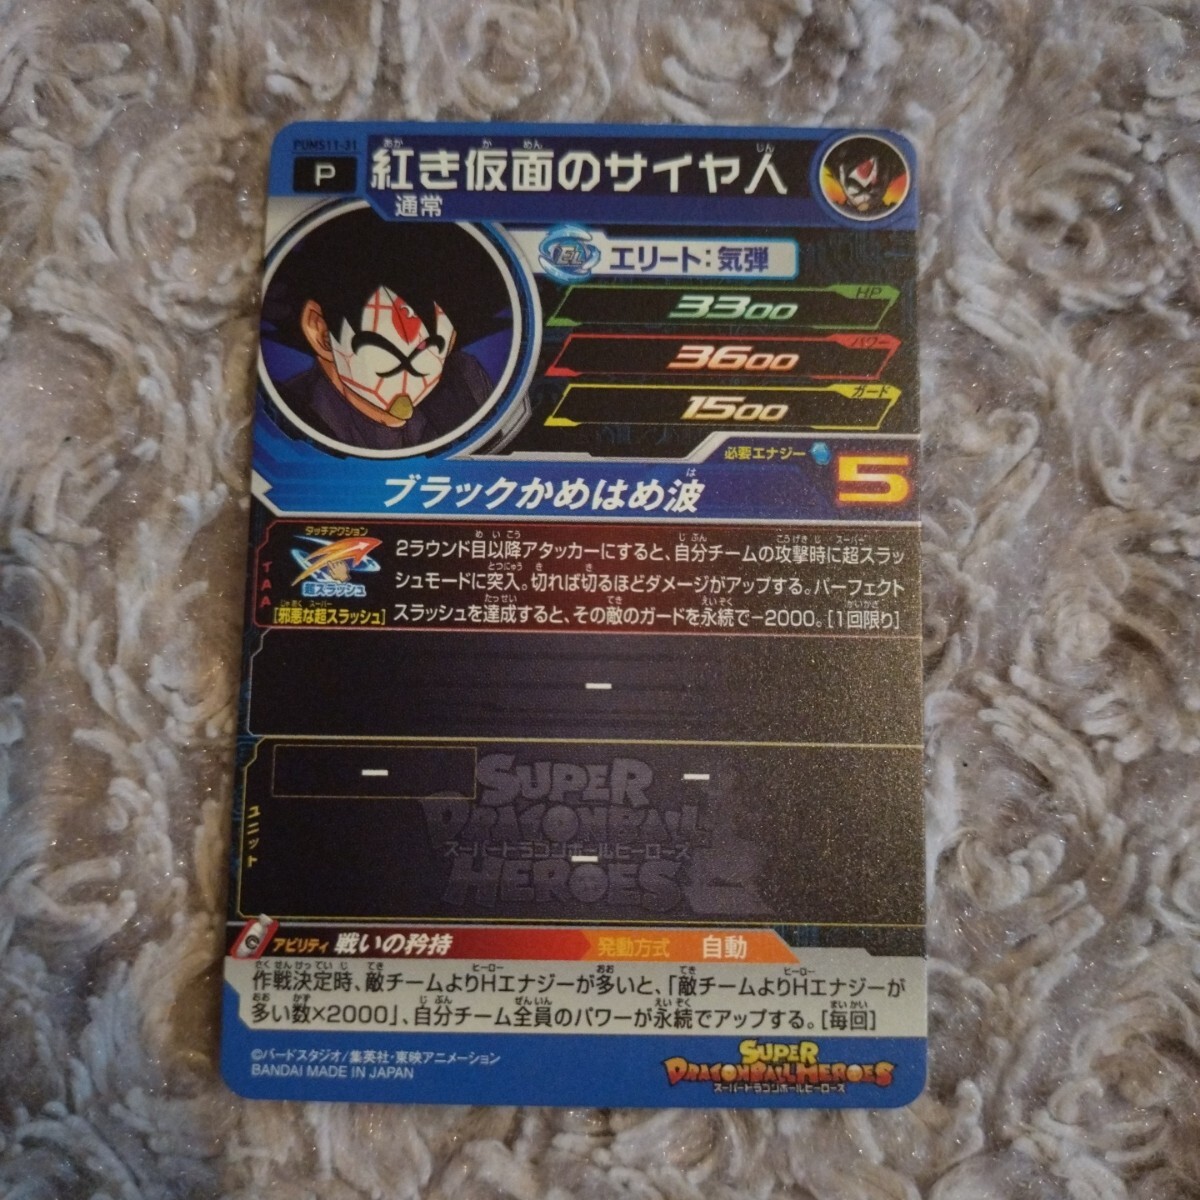 PUMS11-31
P
紅き仮面のサイヤ人
あか
か めん
じん
通常
エリート:気弾
HP
3300
パワー
3600
ガード
1500
必要エナジー
5
ブラックかめはめ波
は
タッチアクション
超スラッシュ
TAA
[邪悪な超スラッシュ]
2ラウンド目以降アタッカーにすると、自分チームの攻撃時に超スラッ
シュモードに突入。切れば切るほどダメージがアップする。パーフェクト
スラッシュを達成すると、その敵のガードを永続で-2000。[1回限り]
ー
ー
ー
ユニット
ー
SUPER
DRAGONBALL
スーパードラゴンボールヒーローズ
HEROES
アビリティ 戦いの矜持 発動方式 自動
作戦決定時、敵チームよりHエナジーが多いと、「敵チームよりHエナジーが
多い数×2000」、自分チーム全員のパワーが永続でアップする。[毎回]
©バードスタジオ/集英社・東映アニメーション
BANDAI MADE IN JAPAN
SUPER
DRAGONBALL HEROES
スーパードラゴンボールヒーローズ